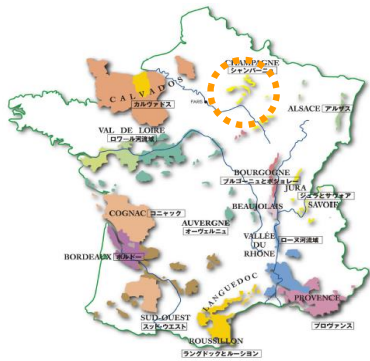 CHAMPAGNE
シャンパーニュ
CALVADOS
カルヴァドス
PARIS
ALSACE アルザス
VAL DE LOIRE
ロワール河流域
BOURGOGNE
ブルゴーニュとボジョレー
JURA
ジュラとサヴォア
SAVOIE
BEAUJOLAIS
COGNAC コニャック
AUVERGNE
オーヴェルニュ
VALLÉE
DU
RHÔNE
ローヌ河流域
BORDEAUX ボルドー
LANGUEDOC
PROVENCE
プロヴァンス
SUD-OUEST
スッド・ウエスト
ROUSSILLON
ラングドックとルーション